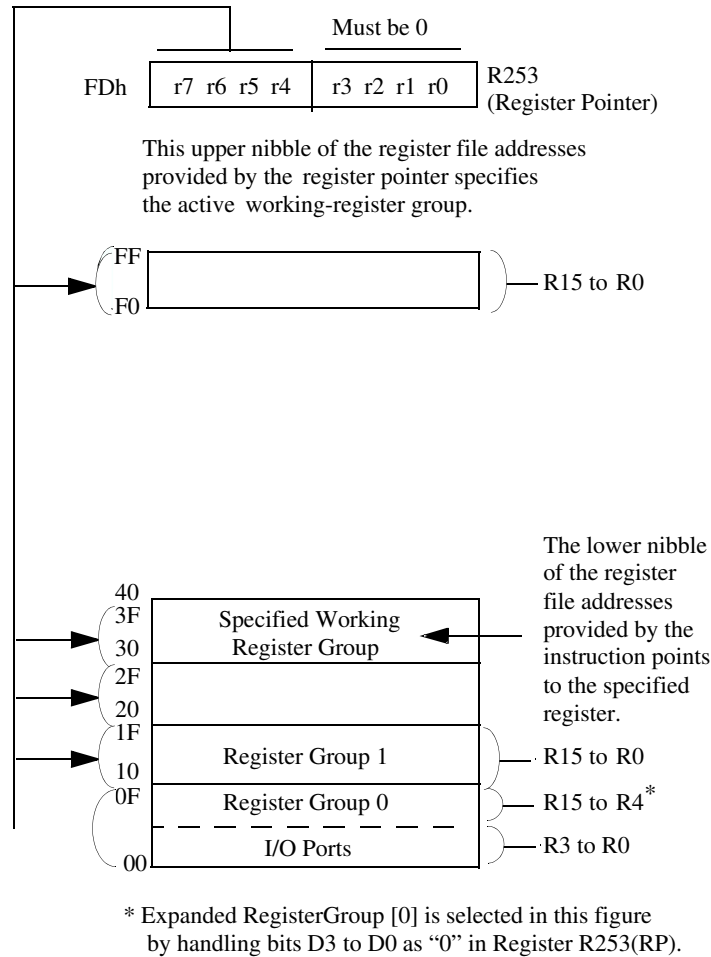 Must be 0
FDh r7 r6 r5 r4 r3 r2 r1 r0 R253
(Register Pointer)
This upper nibble of the register file addresses
provided by the register pointer specifies
the active working-register group.
FF
R15 to R0
F0
The lower nibble
of the register
file addresses
provided by the
instruction points
to the specified
register.
40
3F
Specified Working
Register Group
30
2F
20
1F
Register Group 1
R15 to R0
10
0F
Register Group 0
R15 to R4*
I/O Ports
R3 to R0
00
* Expanded RegisterGroup [0] is selected in this figure
by handling bits D3 to D0 as “0” in Register R253(RP).